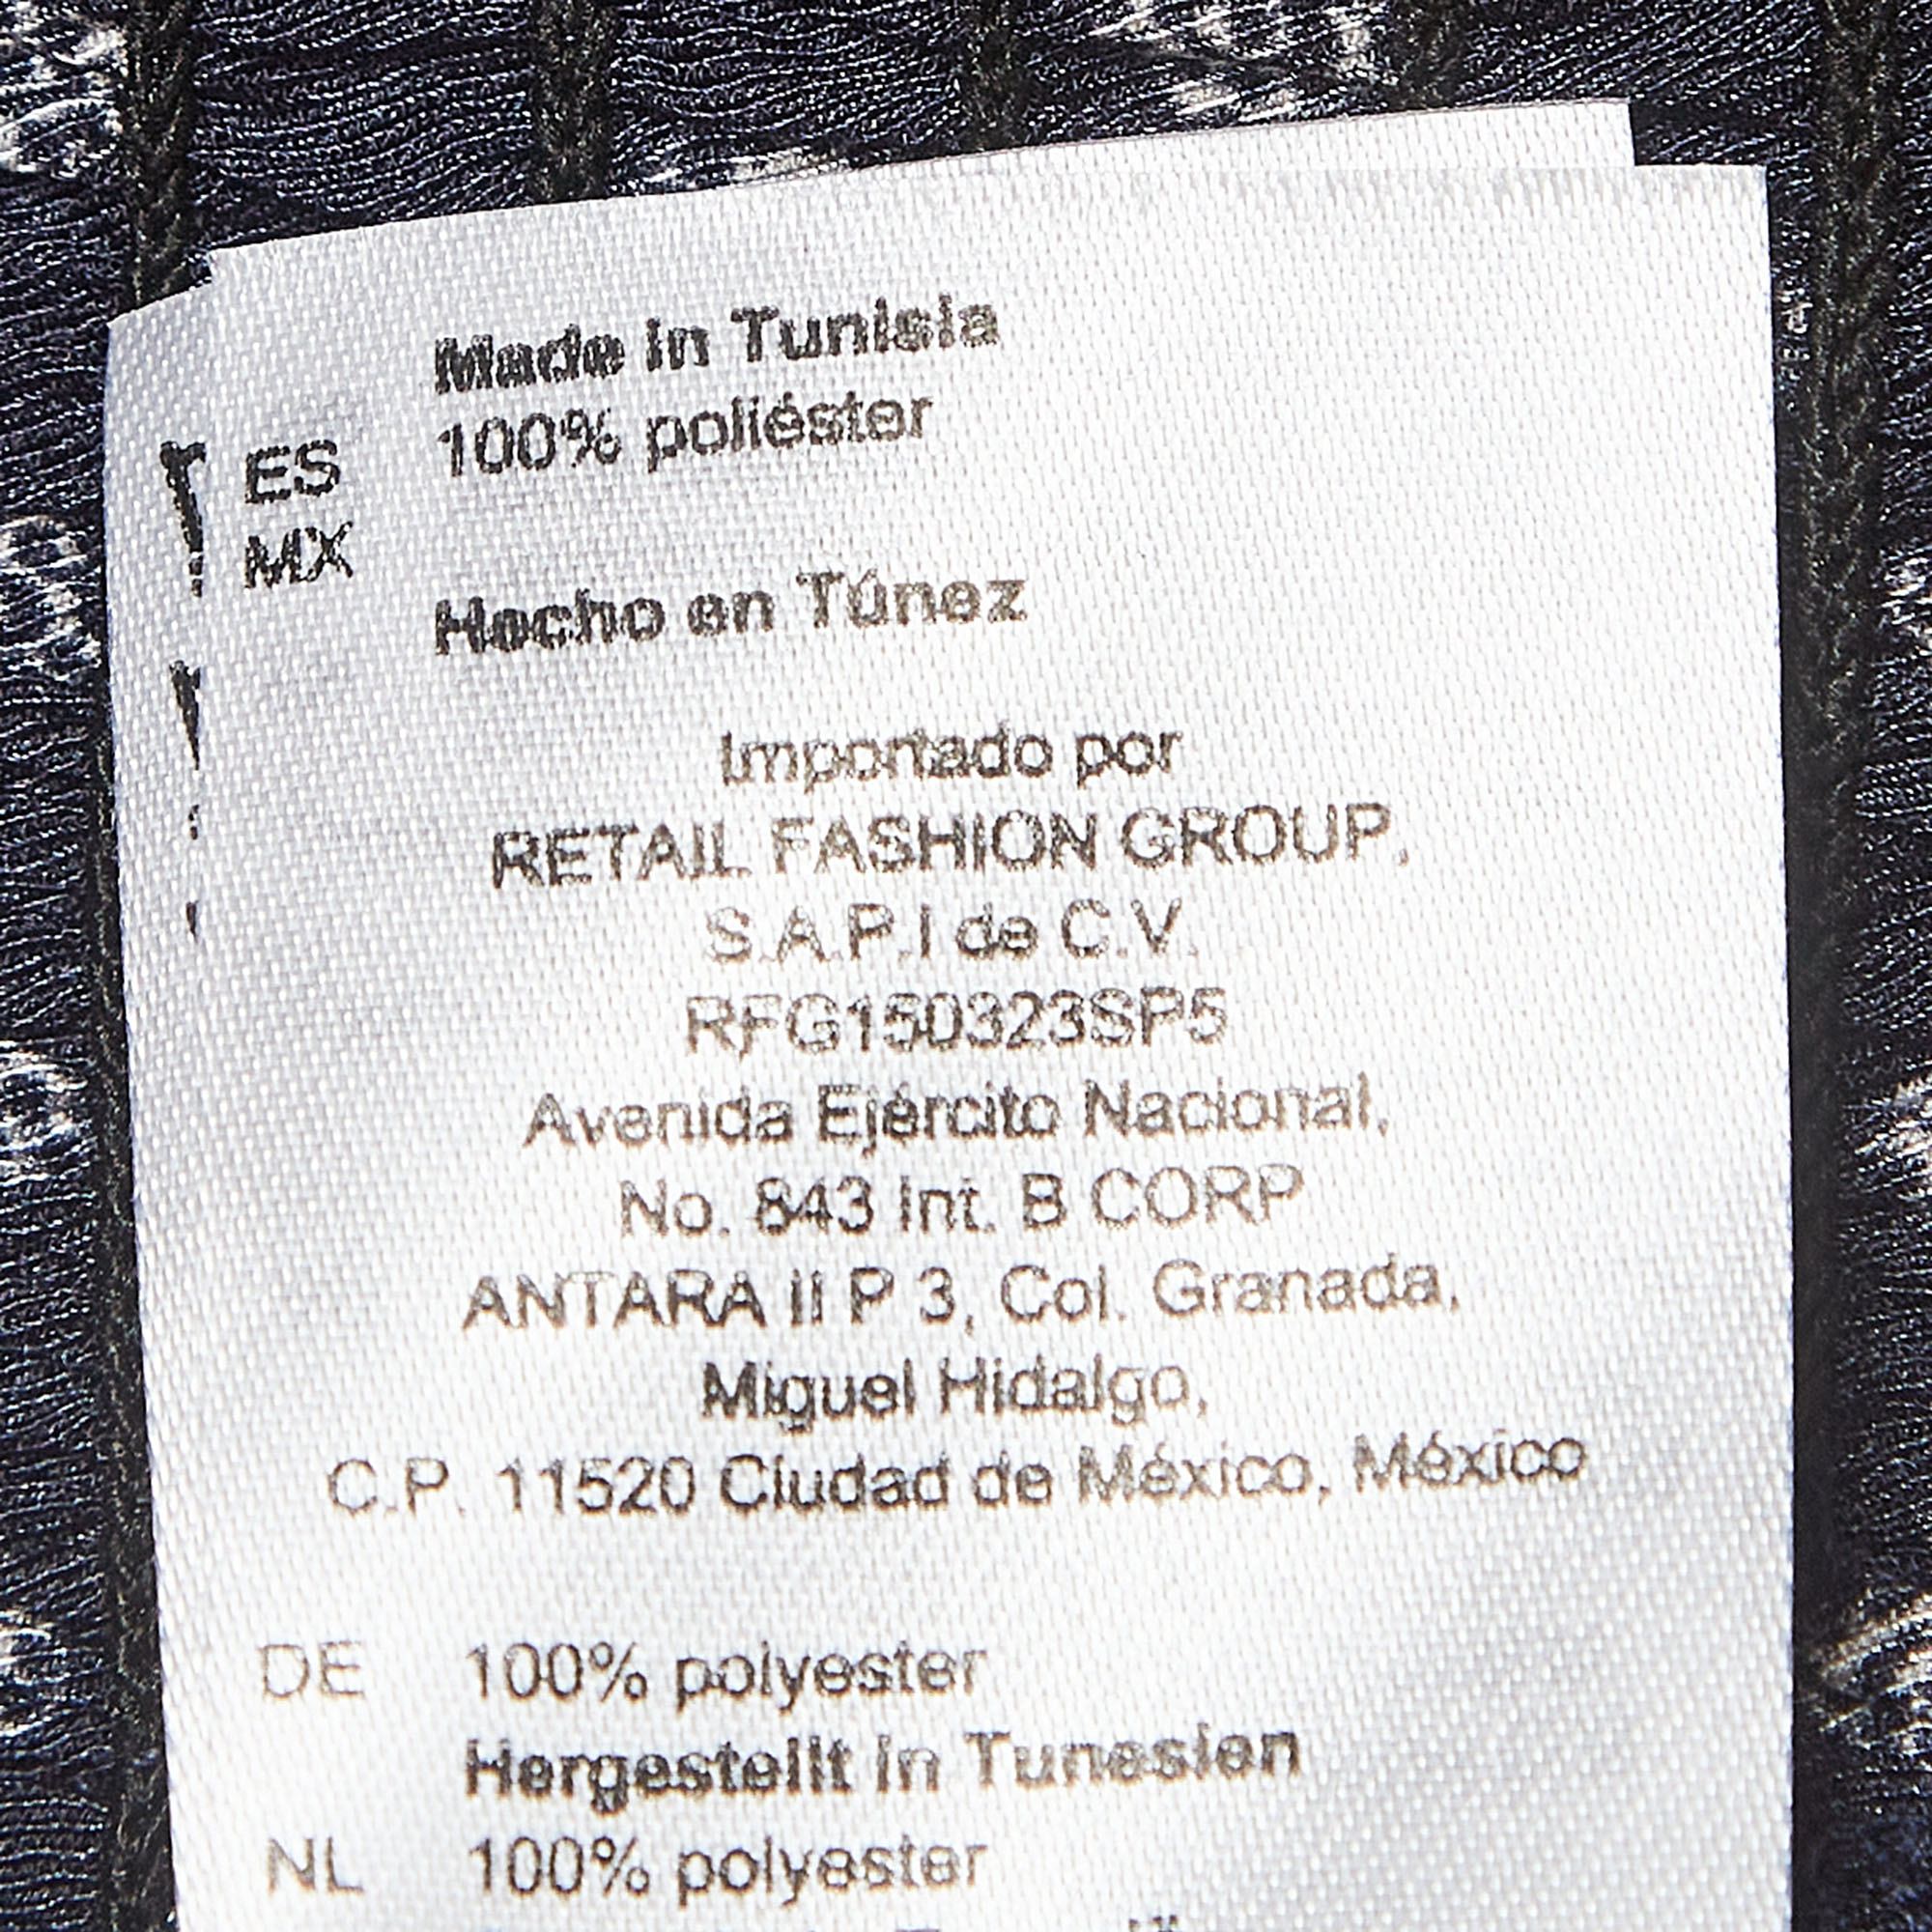 Made in Tunisia
ES 100% poliéster
MX
Hecho en Túnez
Importado por
RETAIL FASHION GROUP,
S.A.P.I de C.V.
RFG150323SP5
Avenida Ejército Nacional,
No. 843 Int. B CORP
ANTARA II P 3, Col. Granada,
Miguel Hidalgo,
C.P. 11520 Ciudad de México, México
DE 100% polyester
Hergestellt in Tunesien
NL 100% polyester